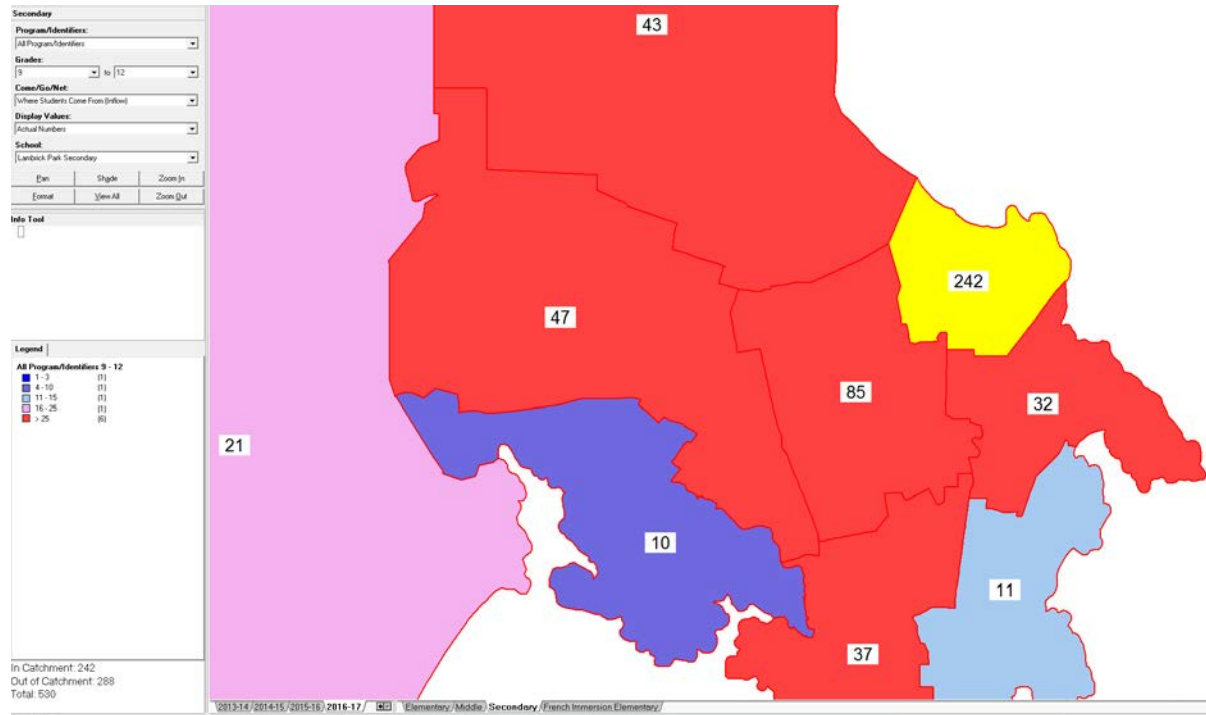 Secondary
Program/Identifiers:
All Program/Identifiers
Grades:
9 to 12
Come/Go/Net:
Where Students Come From (Inflow)
Display Values:
Actual Numbers
School:
Lambrick Park Secondary
Pan Shade Zoom In
Format View All Zoom Out
Info Tool
Legend
All Program/Identifiers 9 - 12
1 - 3 (1)
4 - 10 (1)
11 - 15 (1)
16 - 25 (1)
> 25 (6)
In Catchment: 242
Out of Catchment: 288
Total: 530
43
242
47
85
32
21
10
11
37
2013-14 2014-15 2015-16 2016-17 Elementary Middle Secondary French Immersion Elementary